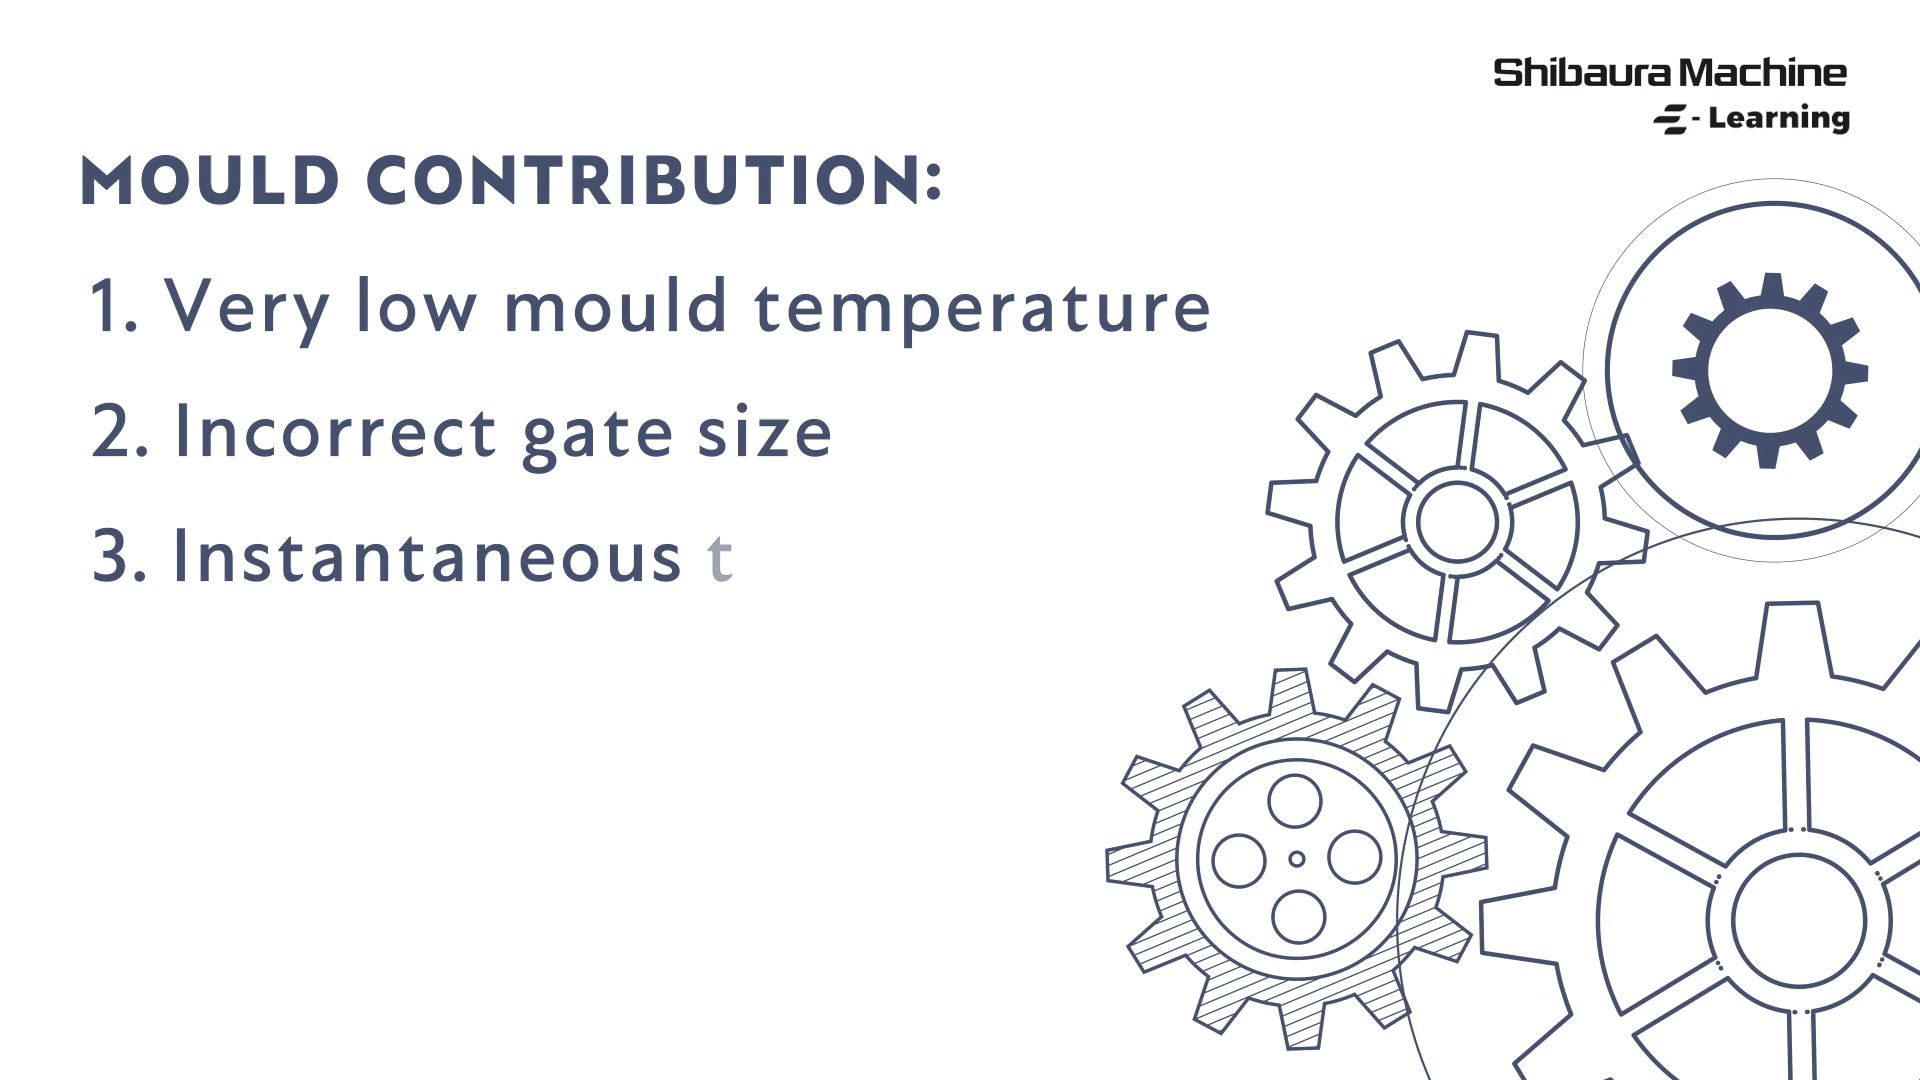 Shibaura Machine
- Learning
MOULD CONTRIBUTION:
1. Very low mould temperature
2. Incorrect gate size
3. Instantaneous t